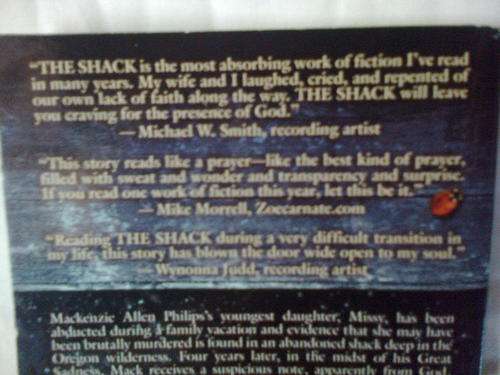 "THE SHACK is the most absorbing work of fiction I've read
in many years. My wife and I laughed, cried, and repented of
our own lack of faith along the way. THE SHACK will leave
you craving for the presence of God."
— Michael W. Smith, recording artist
"This story reads like a prayer—like the best kind of prayer,
filled with sweat and wonder and transparency and surprise.
If you read one work of fiction this year, let this be it."
— Mike Morrell, Zoecarnate.com
"Reading THE SHACK during a very difficult transition in
my life, this story has blown the door wide open to my soul."
— Wynonna Judd, recording artist
Mackenzie Allen Philips's youngest daughter, Missy, has been
abducted during a family vacation and evidence that she may have
been brutally murdered is found in an abandoned shack deep in the
Oregon wilderness. Four years later, in the midst of his Great
Sadness, Mack receives a suspicious note, apparently from God,